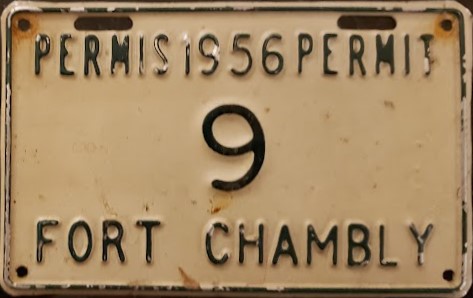 PERMIS 1956 PERMIT
9
FORT CHAMBLY